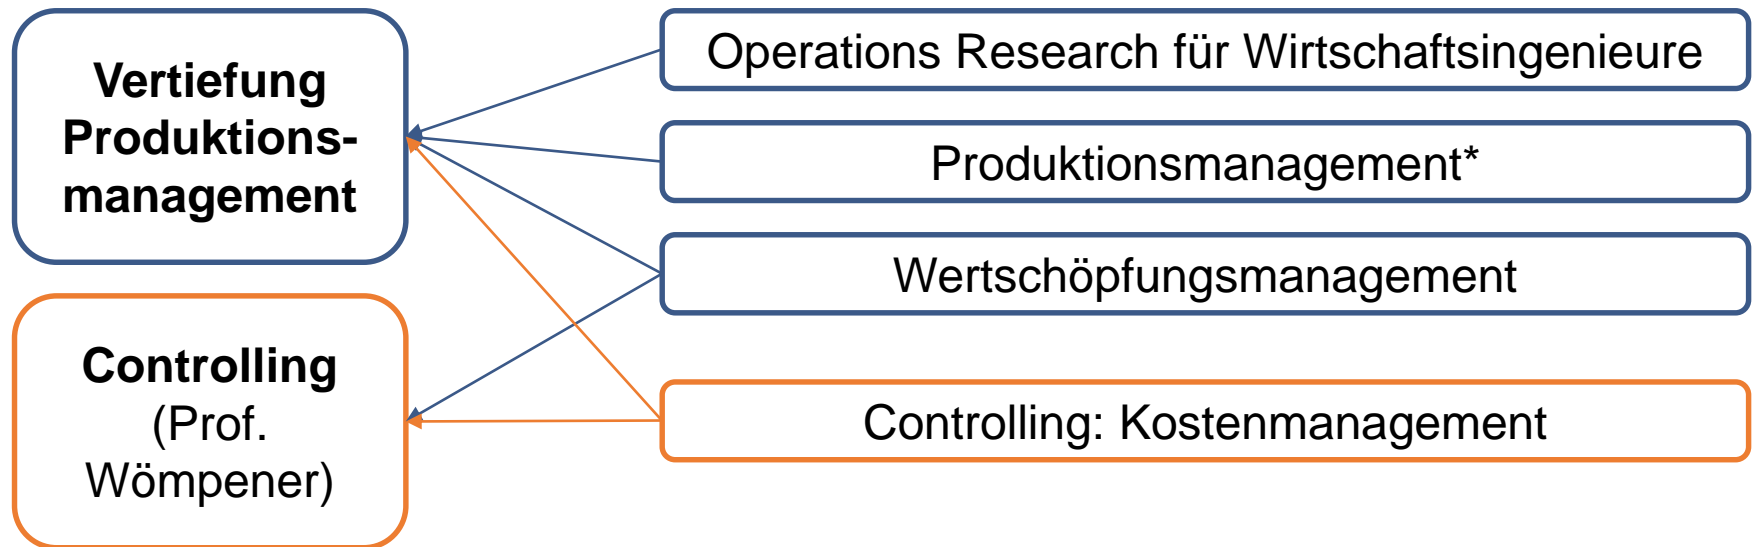 Vertiefung
Produktions-
management
Controlling
(Prof.
Wömpener)
Operations Research für Wirtschaftsingenieure
Produktionsmanagement*
Wertschöpfungsmanagement
Controlling: Kostenmanagement